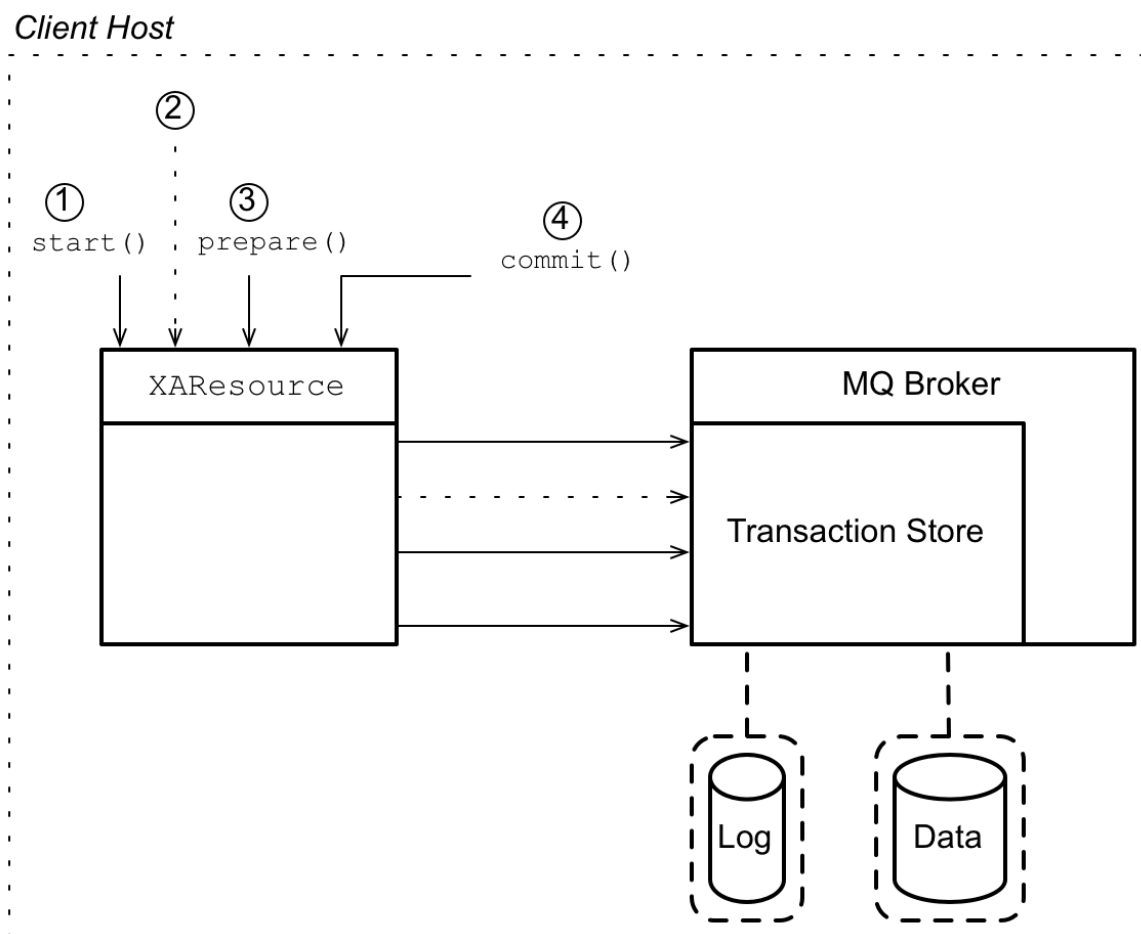 Client Host
2
1
start()
3
prepare()
4
commit()
XAResource
MQ Broker
Transaction Store
Log
Data